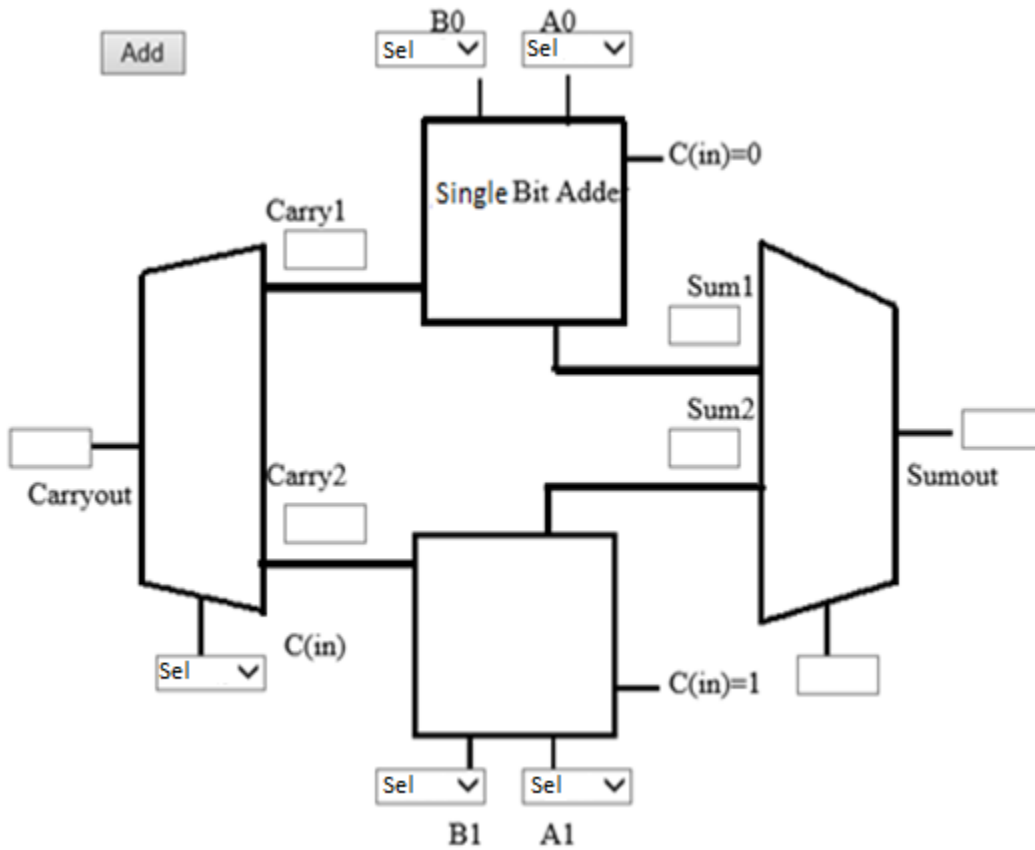 B0 A0
Add
Sel Sel
C(in)=0
Single Bit Adder
Carry1
Sum1
Sum2
Carry2
Sumout
Carryout
C(in)
Sel
C(in)=1
Sel Sel
B1 A1